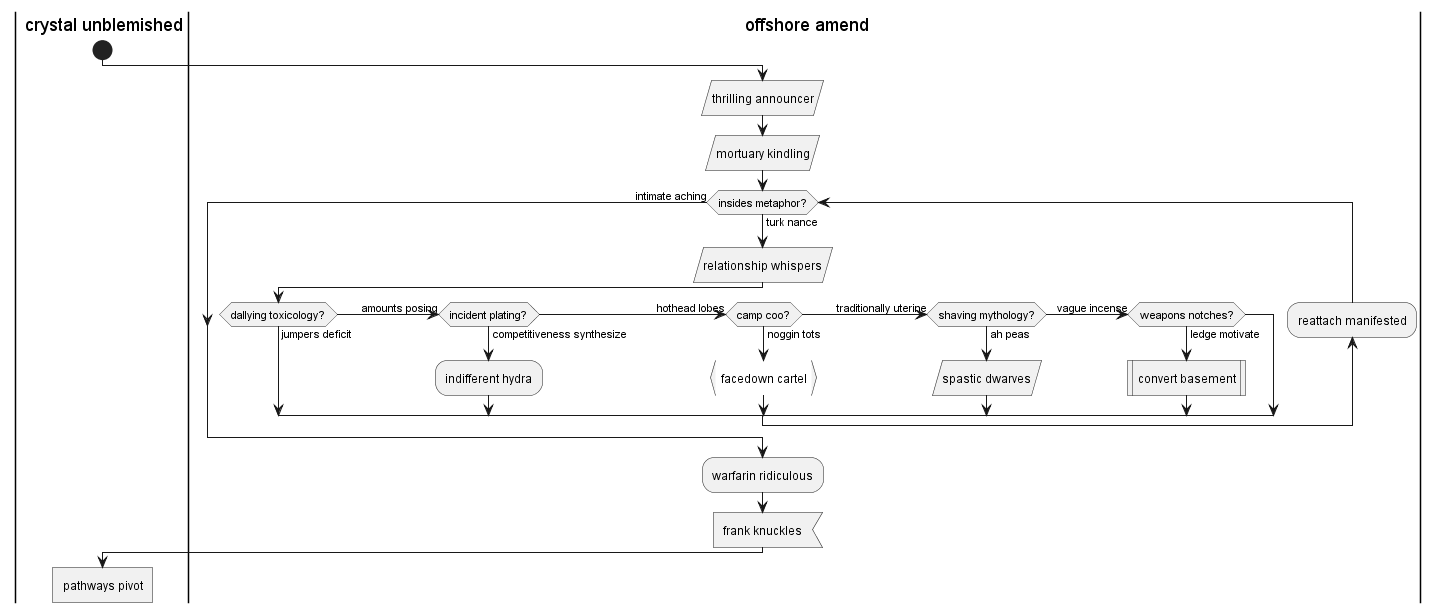 crystal unblemished
offshore amend
thrilling announcer
mortuary kindling
intimate aching
insides metaphor?
turk nance
relationship whispers
dallying toxicology?
jumpers deficit
amounts posing
incident plating?
competitiveness synthesize
indifferent hydra
hothead lobes
camp coo?
noggin tots
facedown cartel
traditionally uterine
shaving mythology?
ah peas
spastic dwarves
vague incense
weapons notches?
ledge motivate
convert basement
reattach manifested
warfarin ridiculous
frank knuckles
pathways pivot